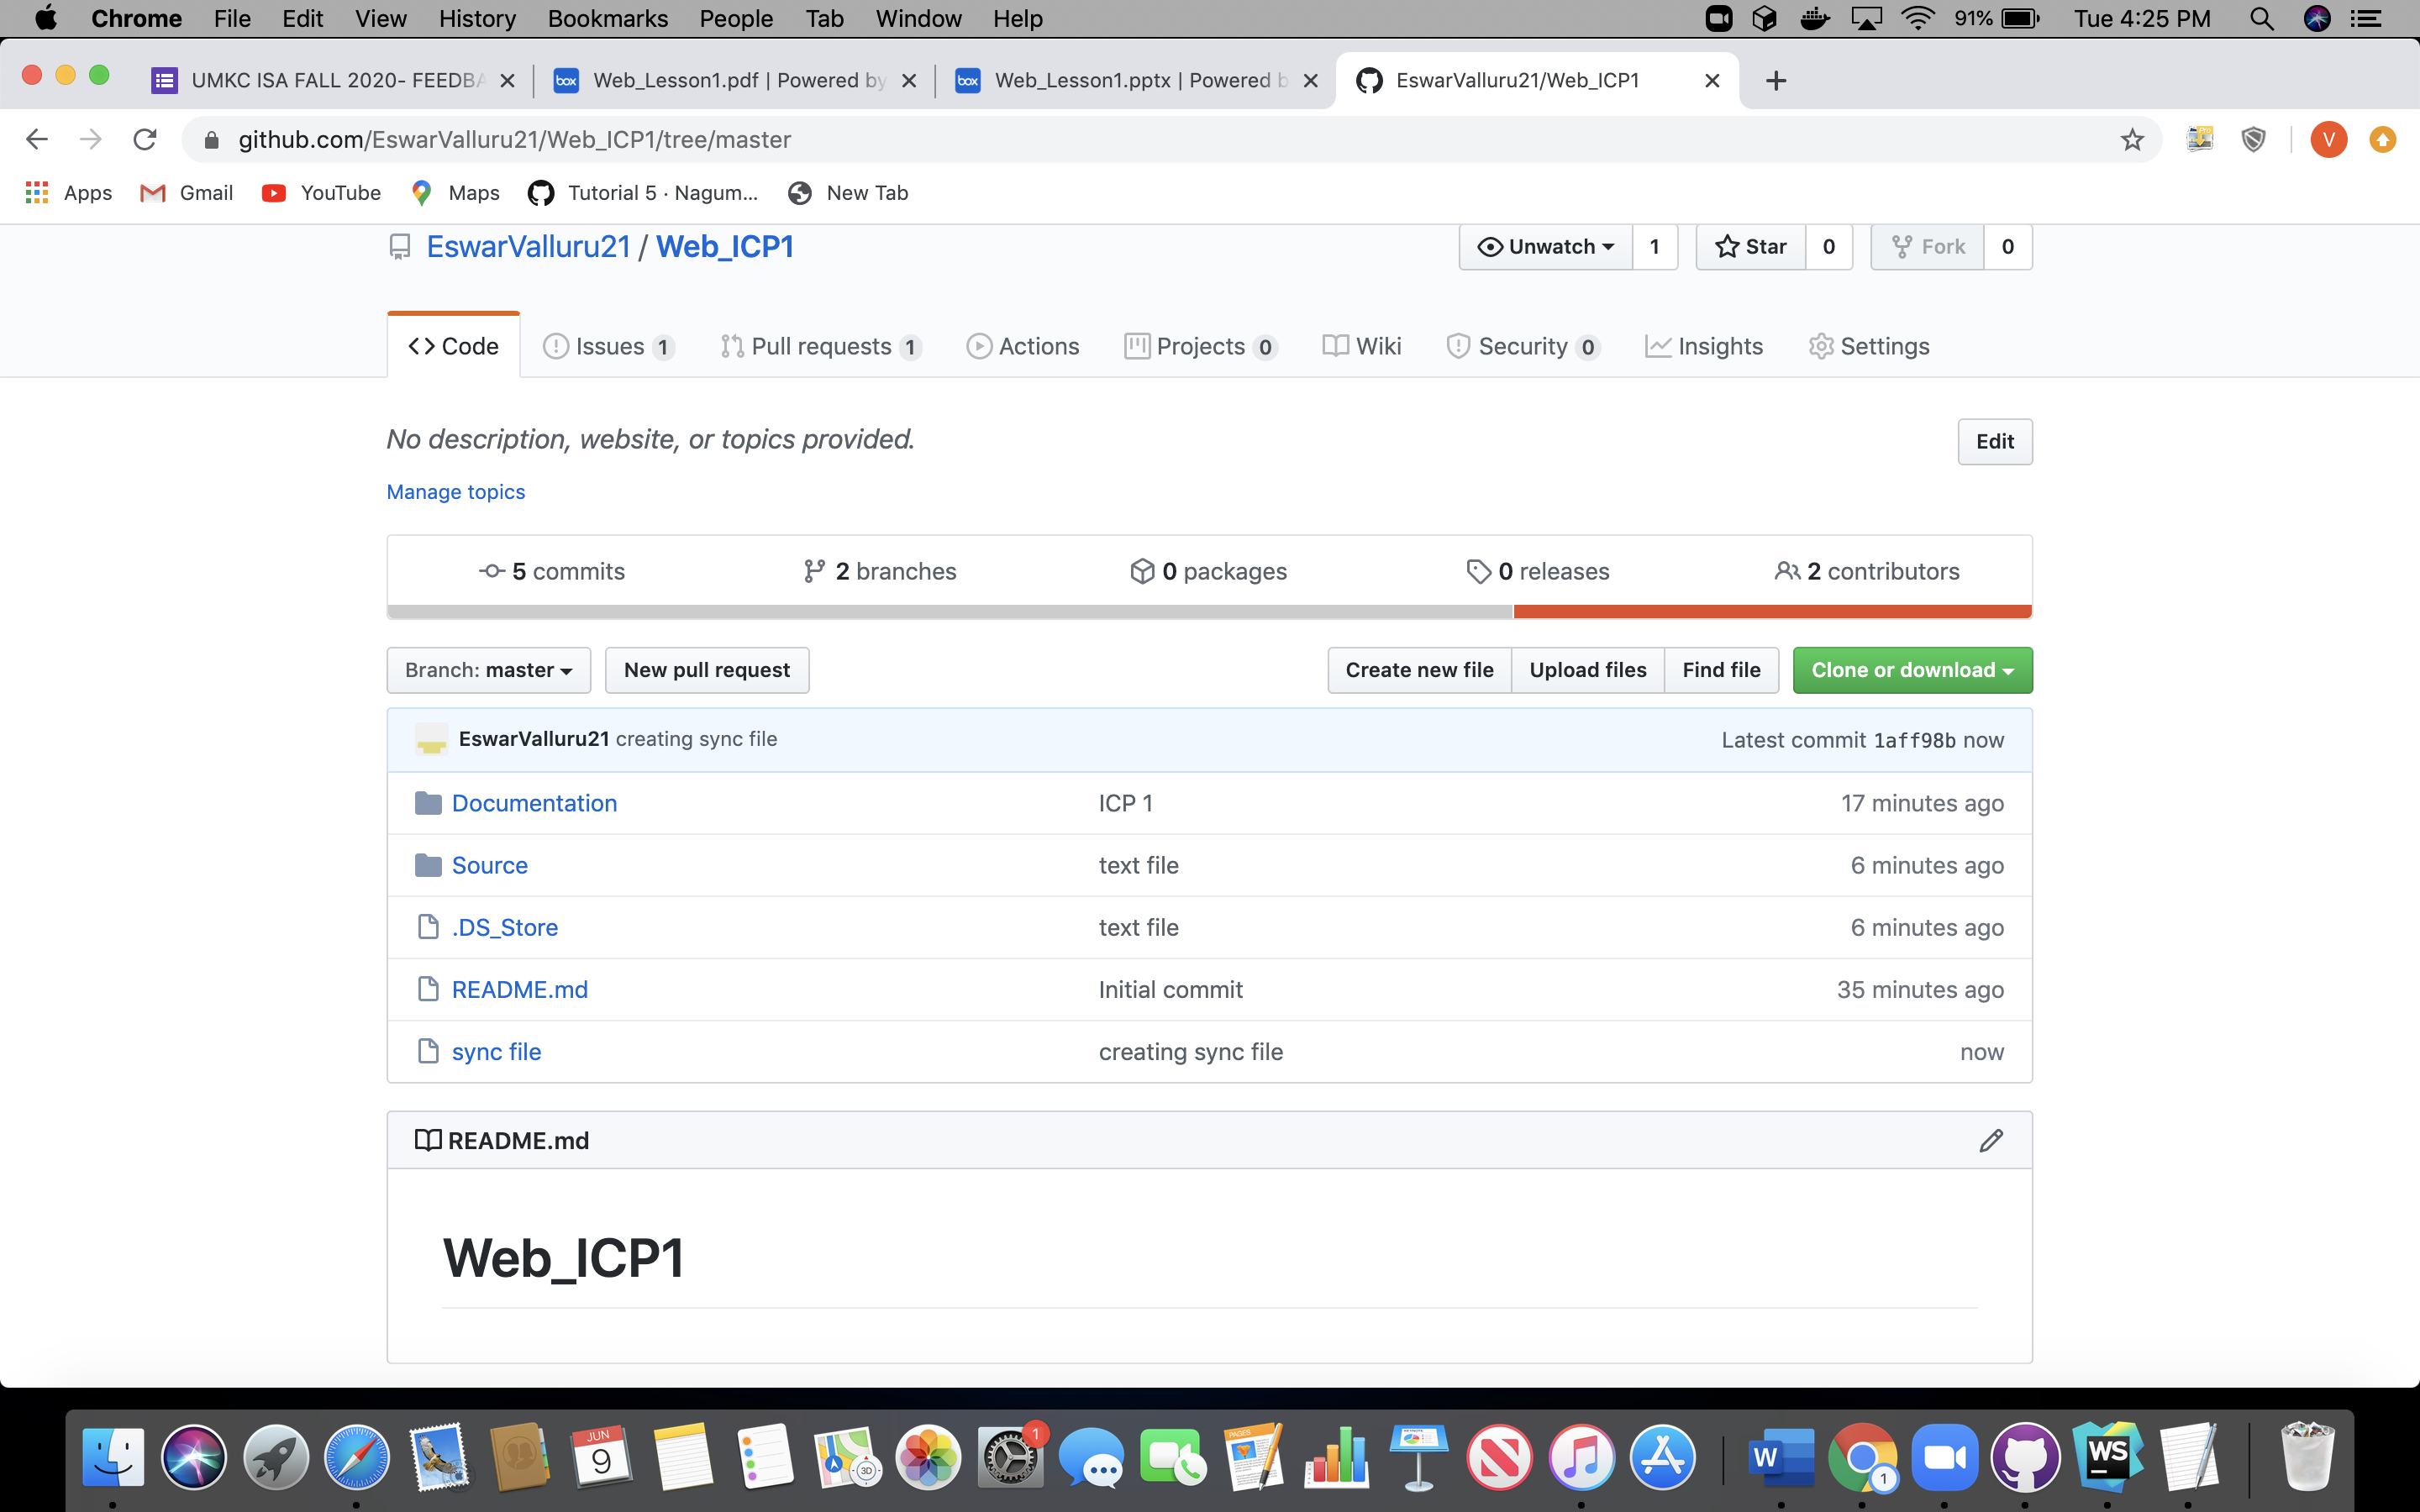 Chrome File Edit View History Bookmarks People Tab Window Help 91% Tue 4:25 PM
UMKC ISA FALL 2020- FEEDBA Web_Lesson1.pdf | Powered by Web_Lesson1.pptx | Powered b EswarValluru21/Web_ICP1
github.com/EswarValluru21/Web_ICP1/tree/master V
Apps Gmail YouTube Maps Tutorial 5 · Nagum... New Tab
EswarValluru21 / Web_ICP1 Unwatch 1 Star 0 Fork 0
Code Issues 1 Pull requests 1 Actions Projects 0 Wiki Security 0 Insights Settings
No description, website, or topics provided. Edit
Manage topics
5 commits 2 branches 0 packages 0 releases 2 contributors
Branch: master New pull request Create new file Upload files Find file Clone or download
EswarValluru21 creating sync file Latest commit 1aff98b now
Documentation ICP 1 17 minutes ago
Source text file 6 minutes ago
.DS_Store text file 6 minutes ago
README.md Initial commit 35 minutes ago
sync file creating sync file now
README.md
Web_ICP1
JUN
9
3D
1
PAGES
W
1
WS